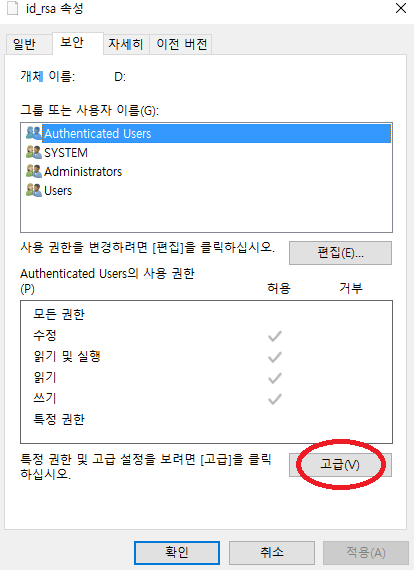 id_rsa 속성
일반 보안 자세히 이전 버전
개체 이름: D:
그룹 또는 사용자 이름(G):
Authenticated Users
SYSTEM
Administrators
Users
사용 권한을 변경하려면 [편집]을 클릭하십시오. 편집(E)...
Authenticated Users의 사용 권한
(P) 허용 거부
모든 권한
수정
읽기 및 실행
읽기
쓰기
특정 권한
특정 권한 및 고급 설정을 보려면 [고급]을 클릭
하십시오. 고급(V)
확인 취소 적용(A)